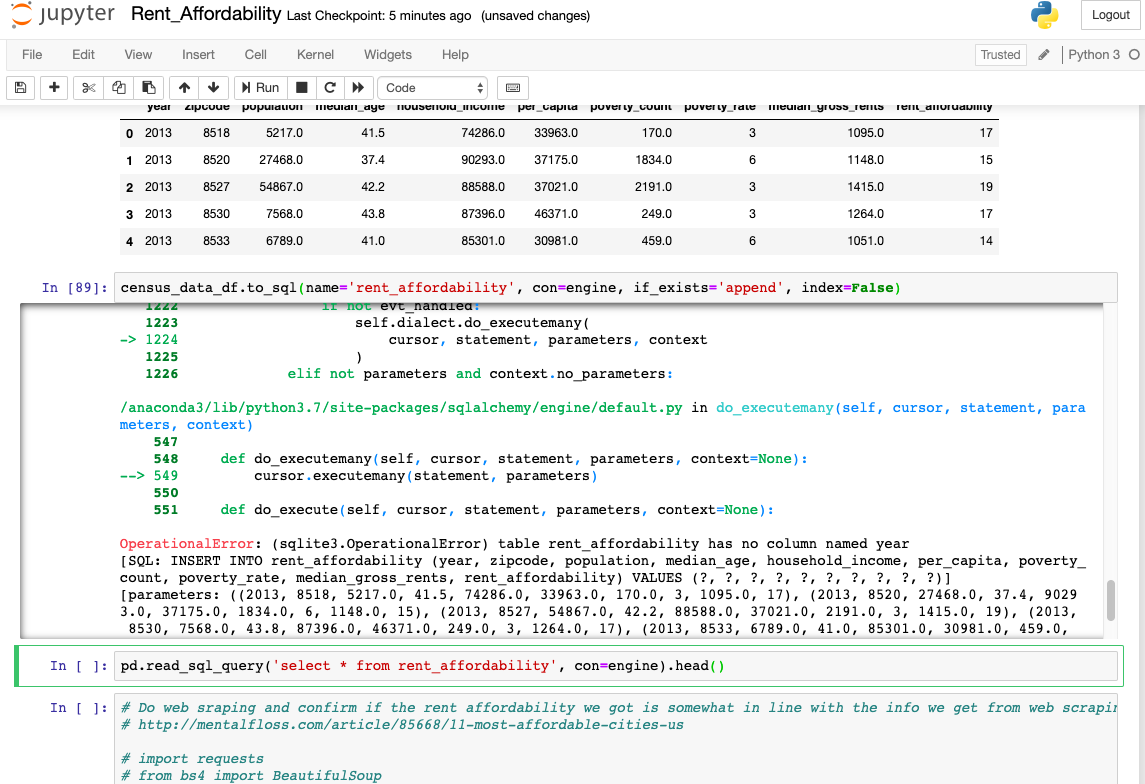 jupyter Rent_Affordability Last Checkpoint: 5 minutes ago (unsaved changes) Logout
File Edit View Insert Cell Kernel Widgets Help Trusted Python 3
Run Code
year zipcode population median_age household_income per_capita poverty_count poverty_rate median_gross_rents rent_affordability
0 2013 8518 5217.0 41.5 74286.0 33963.0 170.0 3 1095.0 17
1 2013 8520 27468.0 37.4 90293.0 37175.0 1834.0 6 1148.0 15
2 2013 8527 54867.0 42.2 88588.0 37021.0 2191.0 3 1415.0 19
3 2013 8530 7568.0 43.8 87396.0 46371.0 249.0 3 1264.0 17
4 2013 8533 6789.0 41.0 85301.0 30981.0 459.0 6 1051.0 14
In [89]: census_data_df.to_sql(name='rent_affordability', con=engine, if_exists='append', index=False)
1222 if not evt_handled:
1223 self.dialect.do_executemany(
-> 1224 cursor, statement, parameters, context
1225 )
1226 elif not parameters and context.no_parameters:
/anaconda3/lib/python3.7/site-packages/sqlalchemy/engine/default.py in do_executemany(self, cursor, statement, para
meters, context)
547
548 def do_executemany(self, cursor, statement, parameters, context=None):
--> 549 cursor.executemany(statement, parameters)
550
551 def do_execute(self, cursor, statement, parameters, context=None):
OperationalError: (sqlite3.OperationalError) table rent_affordability has no column named year
[SQL: INSERT INTO rent_affordability (year, zipcode, population, median_age, household_income, per_capita, poverty_
count, poverty_rate, median_gross_rents, rent_affordability) VALUES (?, ?, ?, ?, ?, ?, ?, ?, ?, ?)]
[parameters: ((2013, 8518, 5217.0, 41.5, 74286.0, 33963.0, 170.0, 3, 1095.0, 17), (2013, 8520, 27468.0, 37.4, 9029
3.0, 37175.0, 1834.0, 6, 1148.0, 15), (2013, 8527, 54867.0, 42.2, 88588.0, 37021.0, 2191.0, 3, 1415.0, 19), (2013,
8530, 7568.0, 43.8, 87396.0, 46371.0, 249.0, 3, 1264.0, 17), (2013, 8533, 6789.0, 41.0, 85301.0, 30981.0, 459.0,
In [ ]: pd.read_sql_query('select * from rent_affordability', con=engine).head()
In [ ]: # Do web sraping and confirm if the rent affordability we got is somewhat in line with the info we get from web scrapin
# http://mentalfloss.com/article/85668/11-most-affordable-cities-us
# import requests
# from bs4 import BeautifulSoup